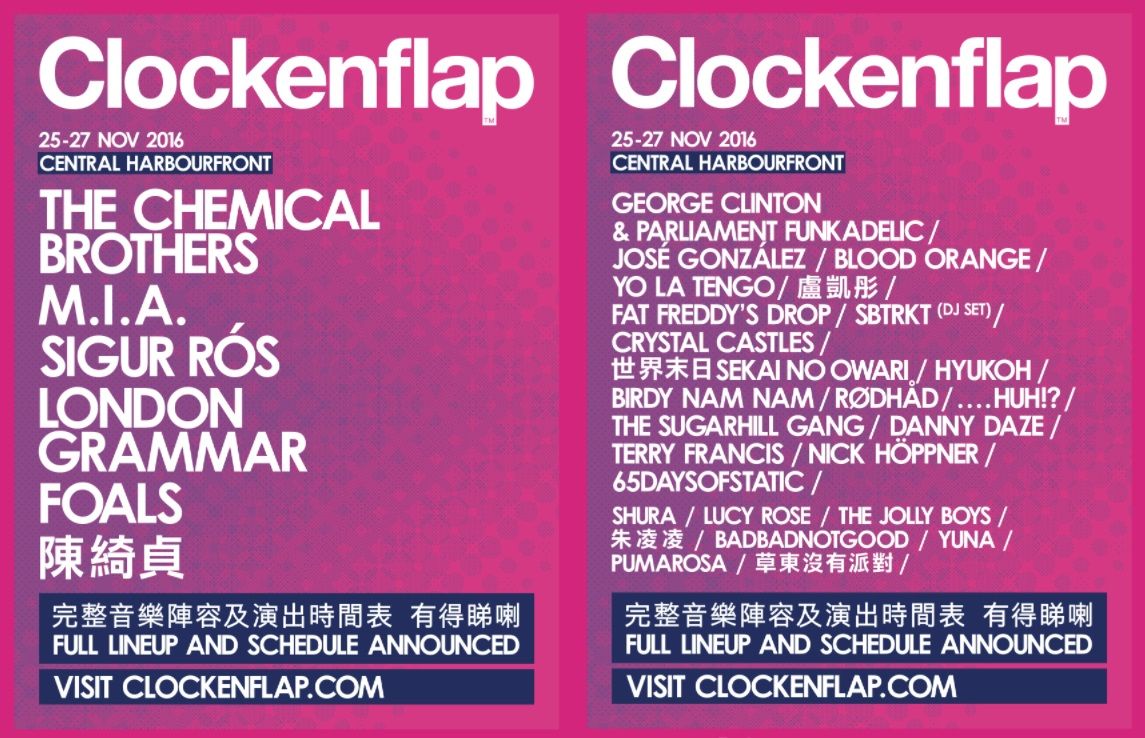 Clockenflap
TM
25-27 NOV 2016
CENTRAL HARBOURFRONT
THE CHEMICAL
BROTHERS
M.I.A.
SIGUR RÓS
LONDON
GRAMMAR
FOALS
陳綺貞
完整音樂陣容及演出時間表 有得睇喇
FULL LINEUP AND SCHEDULE ANNOUNCED
VISIT CLOCKENFLAP.COM
Clockenflap
TM
25-27 NOV 2016
CENTRAL HARBOURFRONT
GEORGE CLINTON
& PARLIAMENT FUNKADELIC /
JOSÉ GONZÁLEZ / BLOOD ORANGE /
YO LA TENGO / 盧凱彤 /
FAT FREDDY'S DROP / SBTRKT (DJ SET) /
CRYSTAL CASTLES /
世界末日 SEKAI NO OWARI / HYUKOH /
BIRDY NAM NAM / RØDHÅD / ....HUH!? /
THE SUGARHILL GANG / DANNY DAZE /
TERRY FRANCIS / NICK HÖPPNER /
65DAYSOFSTATIC /
SHURA / LUCY ROSE / THE JOLLY BOYS /
朱凌凌 / BADBADNOTGOOD / YUNA /
PUMAROSA / 草東沒有派對 /
完整音樂陣容及演出時間表 有得睇喇
FULL LINEUP AND SCHEDULE ANNOUNCED
VISIT CLOCKENFLAP.COM